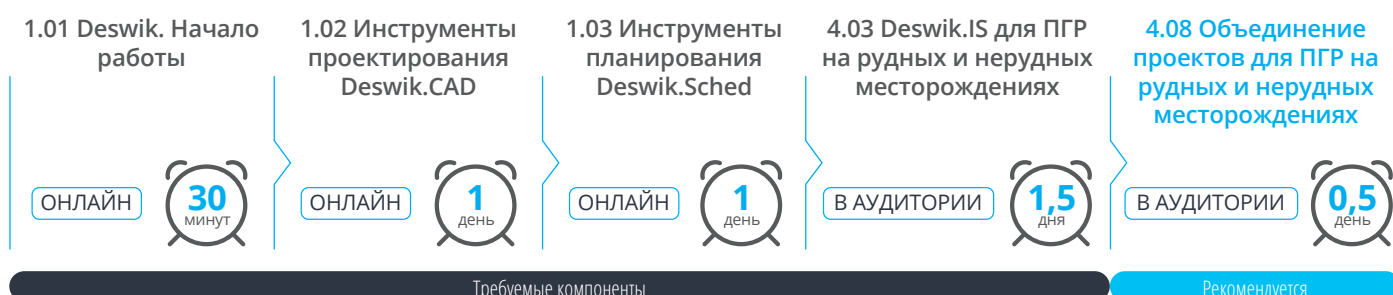 1.01 Deswik. Начало
работы
ОНЛАЙН
30
минут
1.02 Инструменты
проектирования
Deswik.CAD
ОНЛАЙН
1
день
1.03 Инструменты
планирования
Deswik.Sched
ОНЛАЙН
1
день
4.03 Deswik.IS для ПГР
на рудных и нерудных
месторождениях
В АУДИТОРИИ
1,5
дня
4.08 Объединение
проектов для ПГР на
рудных и нерудных
месторождениях
В АУДИТОРИИ
0,5
день
Требуемые компоненты
Рекомендуется